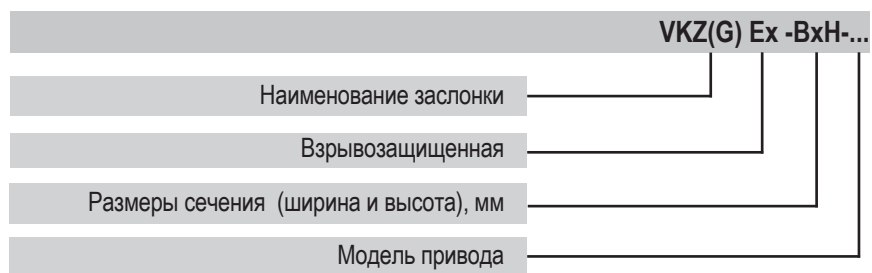 VKZ(G) Ex -BxH-...
Наименование заслонки
Взрывозащищенная
Размеры сечения (ширина и высота), мм
Модель привода